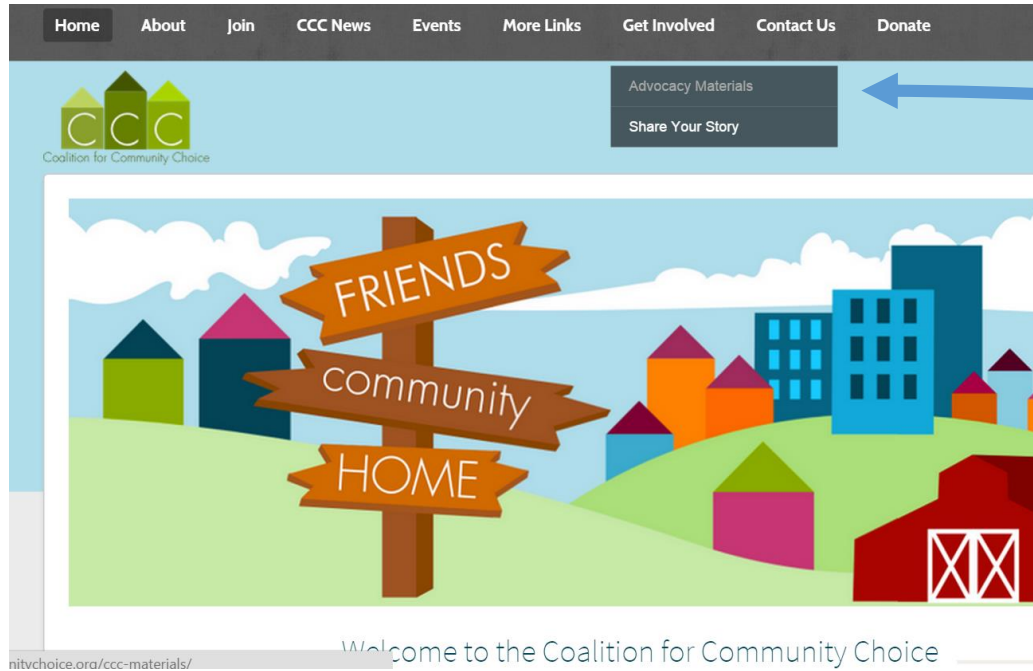 Home About Join CCC News Events More Links Get Involved Contact Us Donate
Advocacy Materials
Share Your Story
CCC
Coalition for Community Choice
FRIENDS
community
HOME
Welcome to the Coalition for Community Choice
nitychoice.org/ccc-materials/